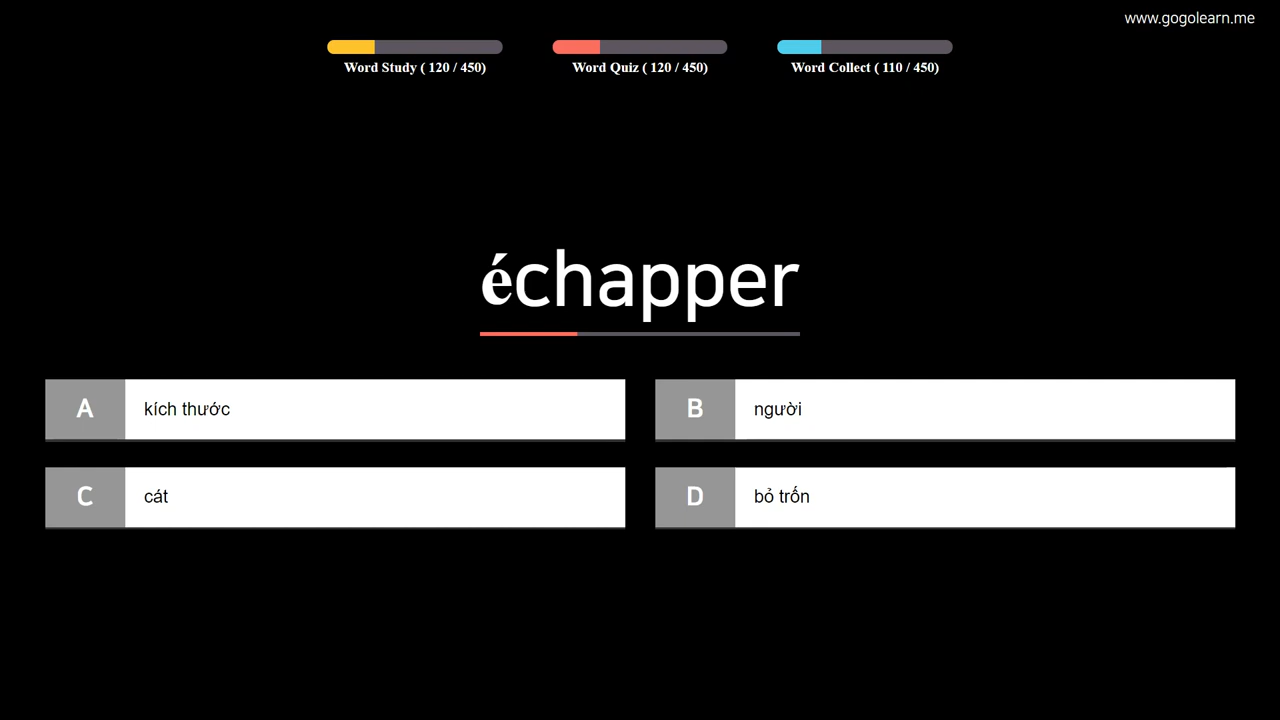 www.gogolearn.me
Word Study ( 120 / 450)
Word Quiz ( 120 / 450)
Word Collect ( 110 / 450)
échapper
A kích thước
B người
C cát
D bỏ trốn